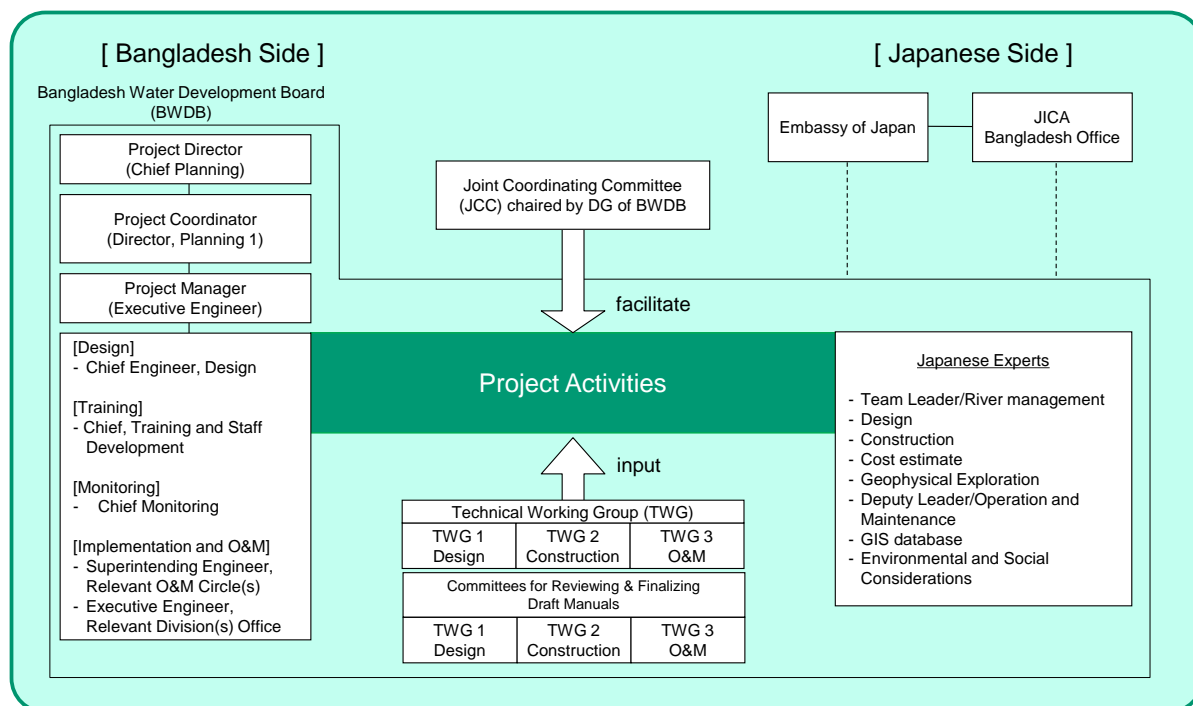 [ Bangladesh Side ]
Bangladesh Water Development Board
(BWDB)
Project Director
(Chief Planning)
Project Coordinator
(Director, Planning 1)
Project Manager
(Executive Engineer)
[Design]
- Chief Engineer, Design
[Training]
- Chief, Training and Staff
Development
[Monitoring]
- Chief Monitoring
[Implementation and O&M]
- Superintending Engineer,
Relevant O&M Circle(s)
- Executive Engineer,
Relevant Division(s) Office
Joint Coordinating Committee
(JCC) chaired by DG of BWDB
facilitate
Project Activities
input
Technical Working Group (TWG)
TWG 1
Design
TWG 2
Construction
TWG 3
O&M
Committees for Reviewing & Finalizing
Draft Manuals
TWG 1
Design
TWG 2
Construction
TWG 3
O&M
[ Japanese Side ]
Embassy of Japan
JICA
Bangladesh Office
Japanese Experts
- Team Leader/River management
- Design
- Construction
- Cost estimate
- Geophysical Exploration
- Deputy Leader/Operation and
Maintenance
- GIS database
- Environmental and Social
Considerations